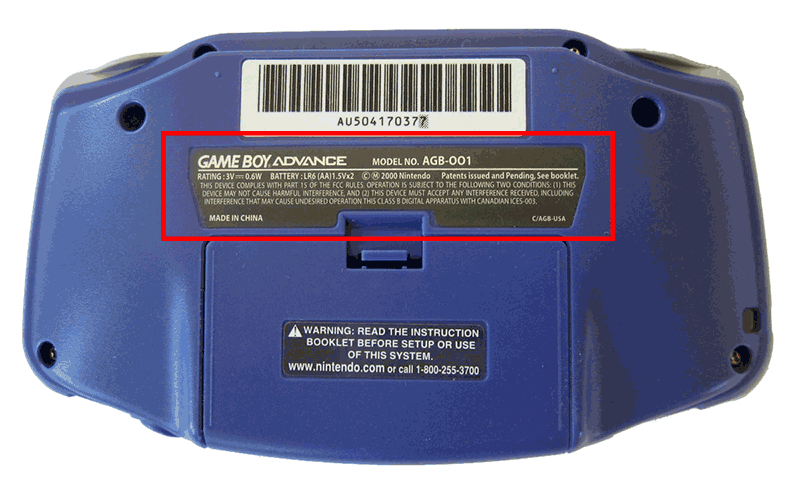 AU504170377
GAME BOY ADVANCE MODEL NO. AGB-001
RATING : 3V⎓0.6W BATTERY : LR6 (AA)1.5Vx2 ©Ⓜ 2000 Nintendo Patents issued and Pending, See booklet.
THIS DEVICE COMPLIES WITH PART 15 OF THE FCC RULES. OPERATION IS SUBJECT TO THE FOLLOWING TWO CONDITIONS: (1) THIS
DEVICE MAY NOT CAUSE HARMFUL INTERFERENCE, AND (2) THIS DEVICE MUST ACCEPT ANY INTERFERENCE RECEIVED, INCLUDING
INTERFERENCE THAT MAY CAUSE UNDESIRED OPERATION THIS CLASS B DIGITAL APPARATUS WITH CANADIAN ICES-003.
MADE IN CHINA C/AGB-USA
WARNING: READ THE INSTRUCTION
BOOKLET BEFORE SETUP OR USE
OF THIS SYSTEM.
www.nintendo.com or call 1-800-255-3700